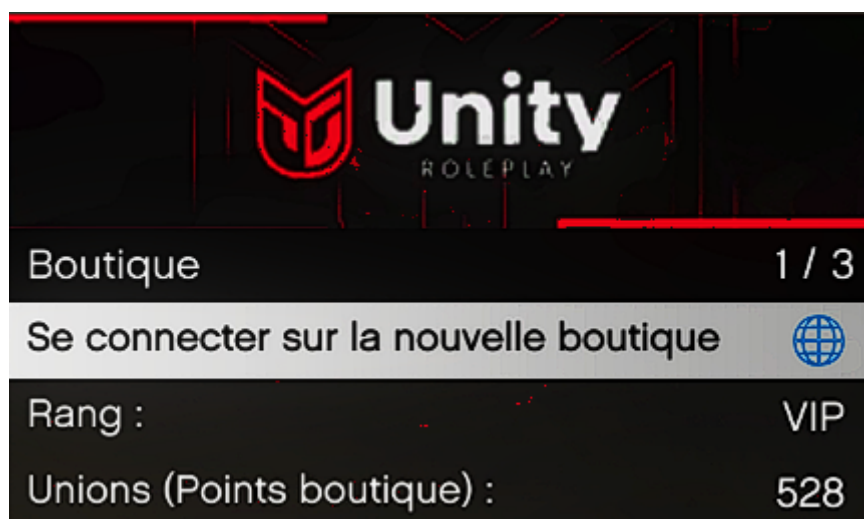 Unity
ROLEPLAY
Boutique 1 / 3
Se connecter sur la nouvelle boutique
Rang : VIP
Unions (Points boutique) : 528